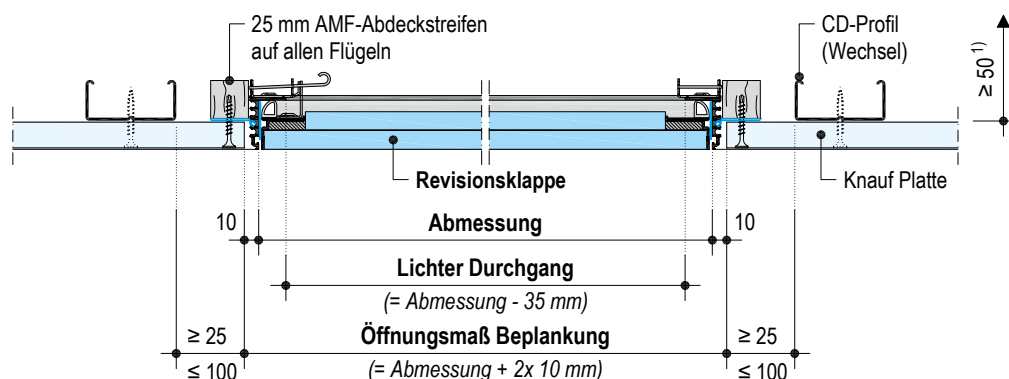 25 mm AMF-Abdeckstreifen
auf allen Flügeln
CD-Profil
(Wechsel)
≥ 50 1)
Revisionsklappe
Knauf Platte
10
Abmessung
10
Lichter Durchgang
(= Abmessung - 35 mm)
≥ 25
Öffnungsmaß Beplankung
≥ 25
≤ 100
(= Abmessung + 2x 10 mm)
≤ 100